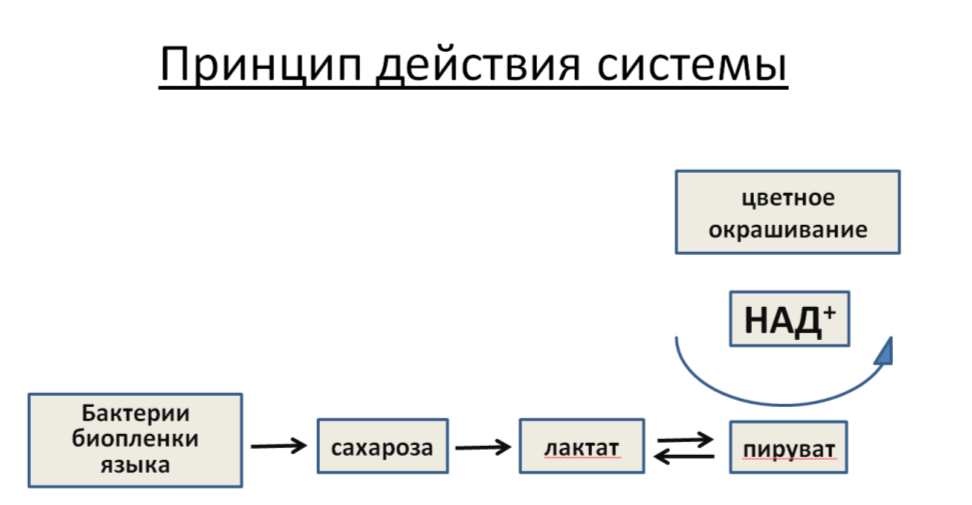 Принцип действия системы
цветное
окрашивание
НАД⁺
Бактерии
биопленки
языка
сахароза
лактат
пируват